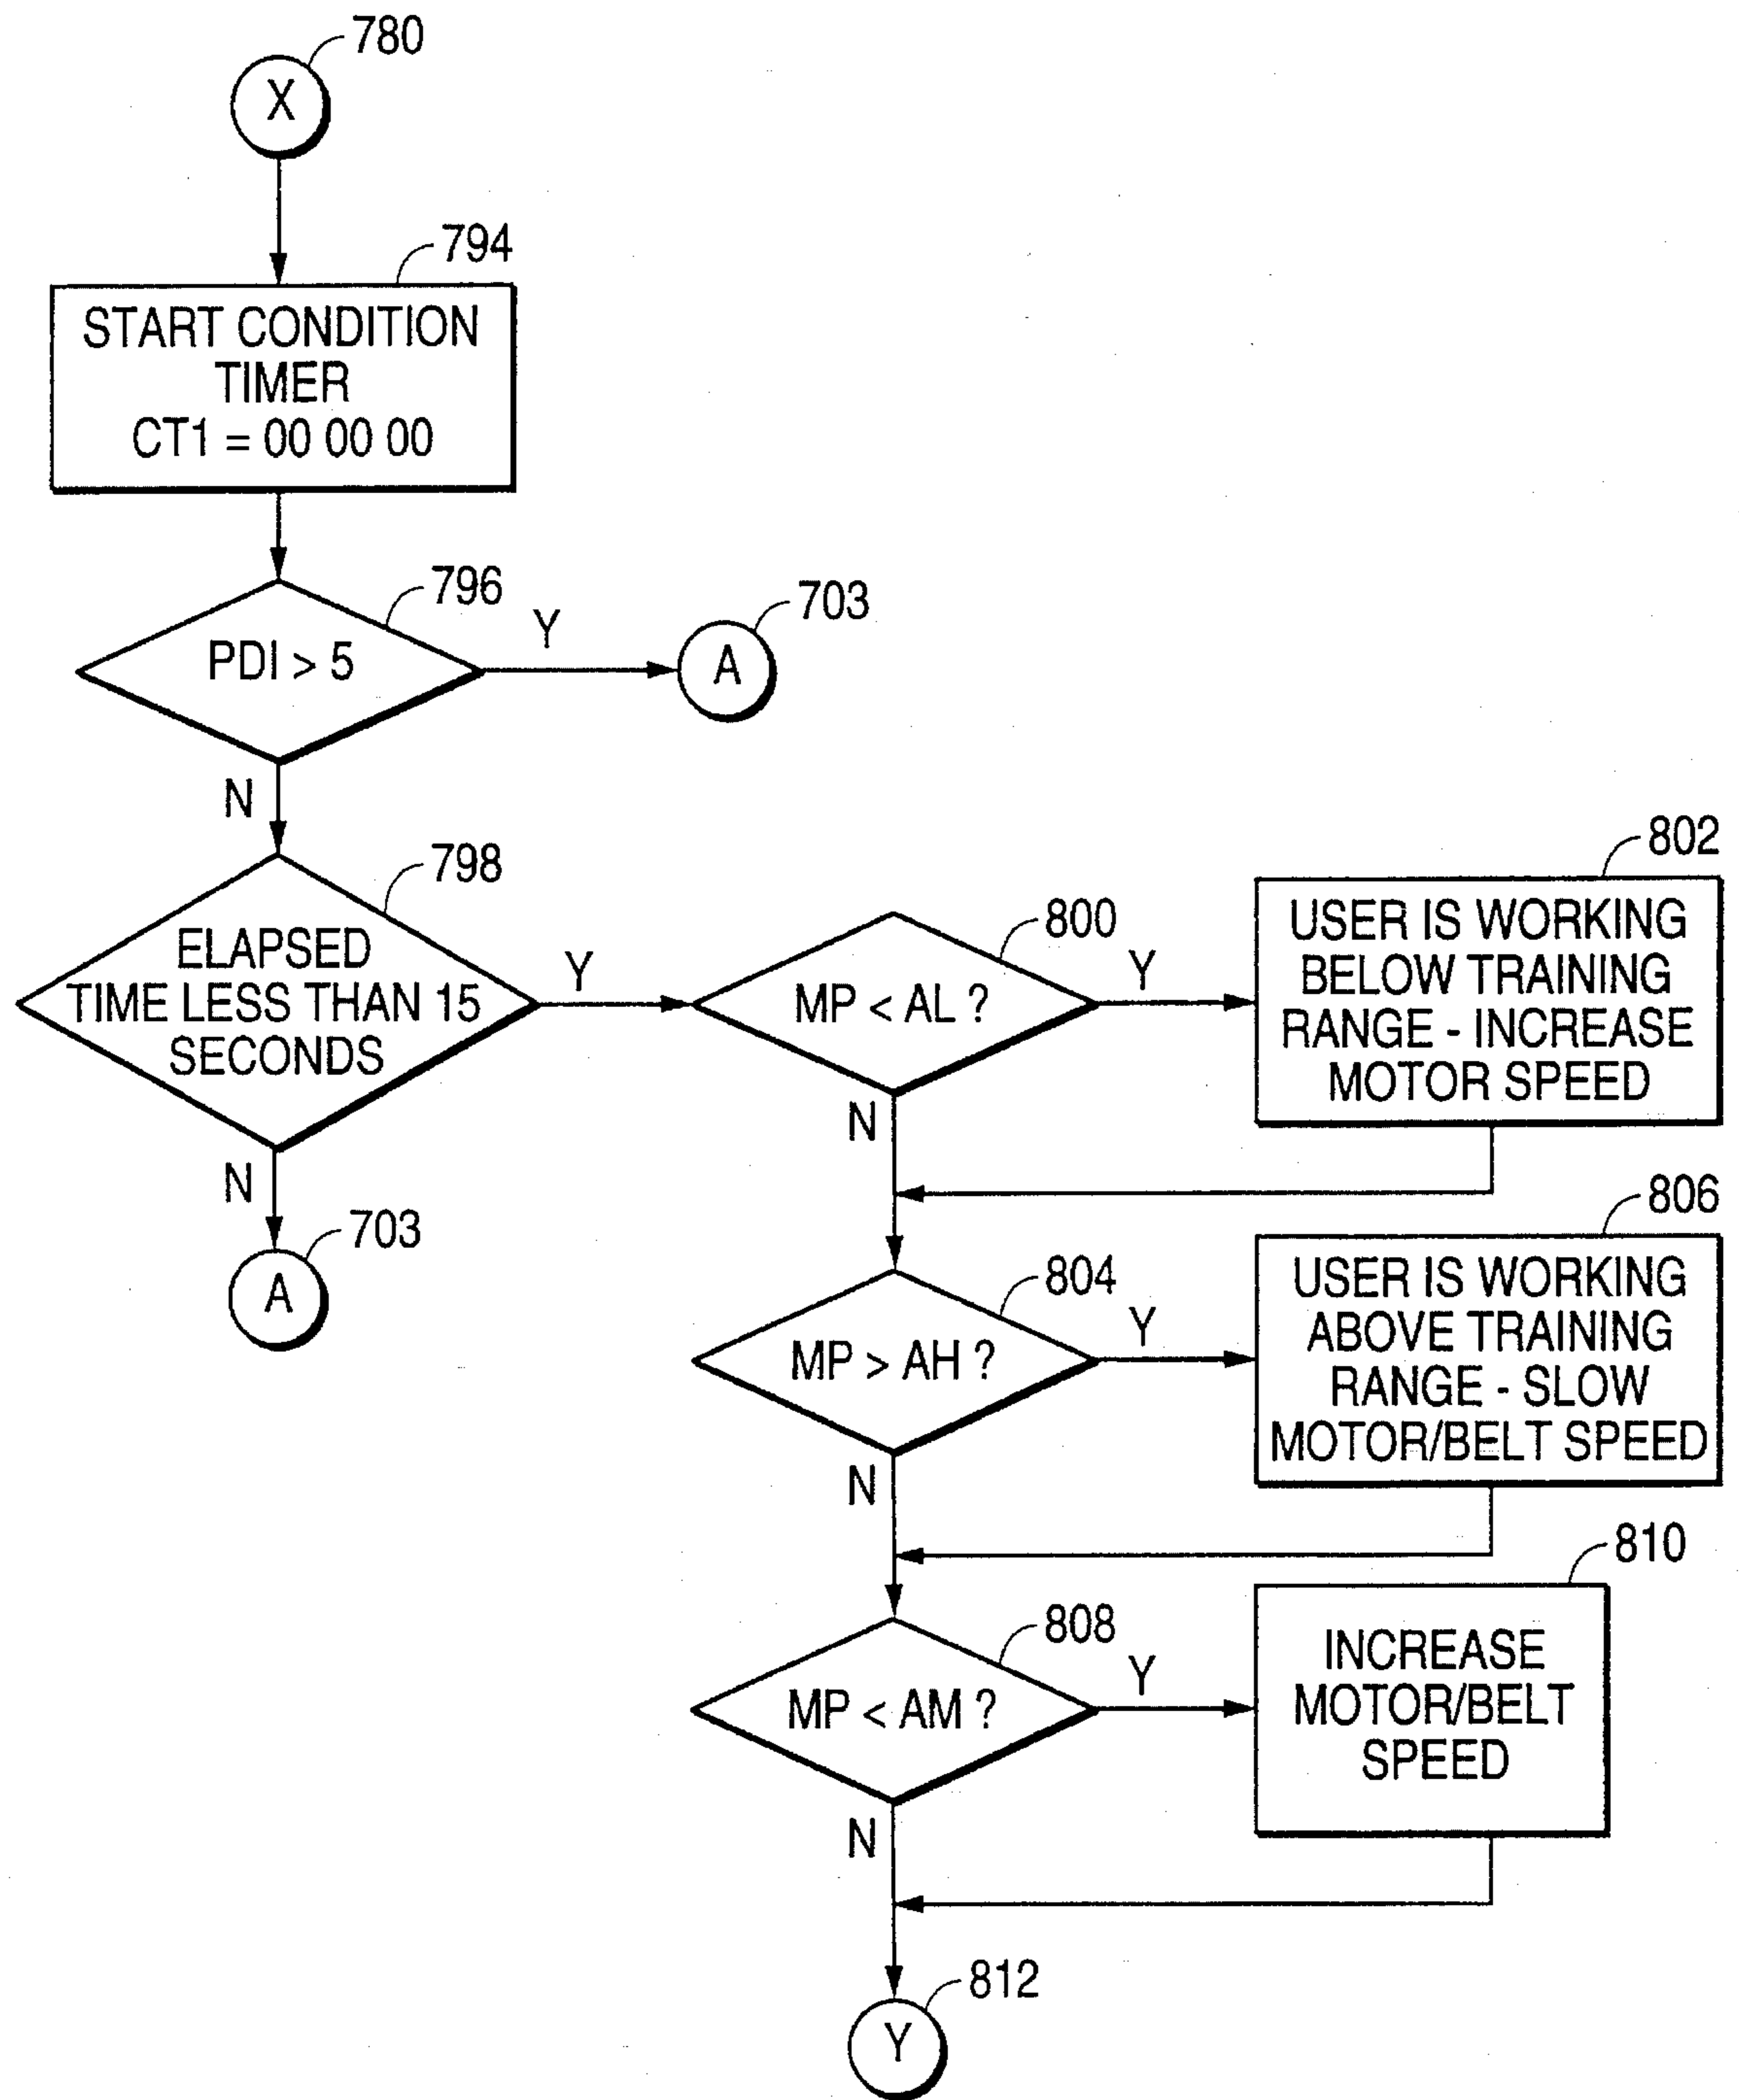 780
X
794
START CONDITION
TIMER
CT1 = 00 00 00
796
PDI > 5
Y
703
A
N
798
ELAPSED
TIME LESS THAN 15
SECONDS
Y
N
703
A
800
MP < AL ?
Y
802
USER IS WORKING
BELOW TRAINING
RANGE - INCREASE
MOTOR SPEED
N
804
MP > AH ?
Y
806
USER IS WORKING
ABOVE TRAINING
RANGE - SLOW
MOTOR/BELT SPEED
N
808
MP < AM ?
Y
810
INCREASE
MOTOR/BELT
SPEED
N
812
Y